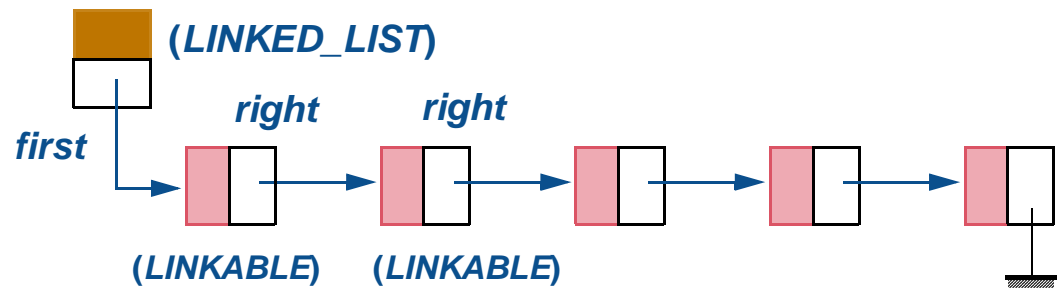 (LINKED_LIST)
right right
first
(LINKABLE) (LINKABLE)